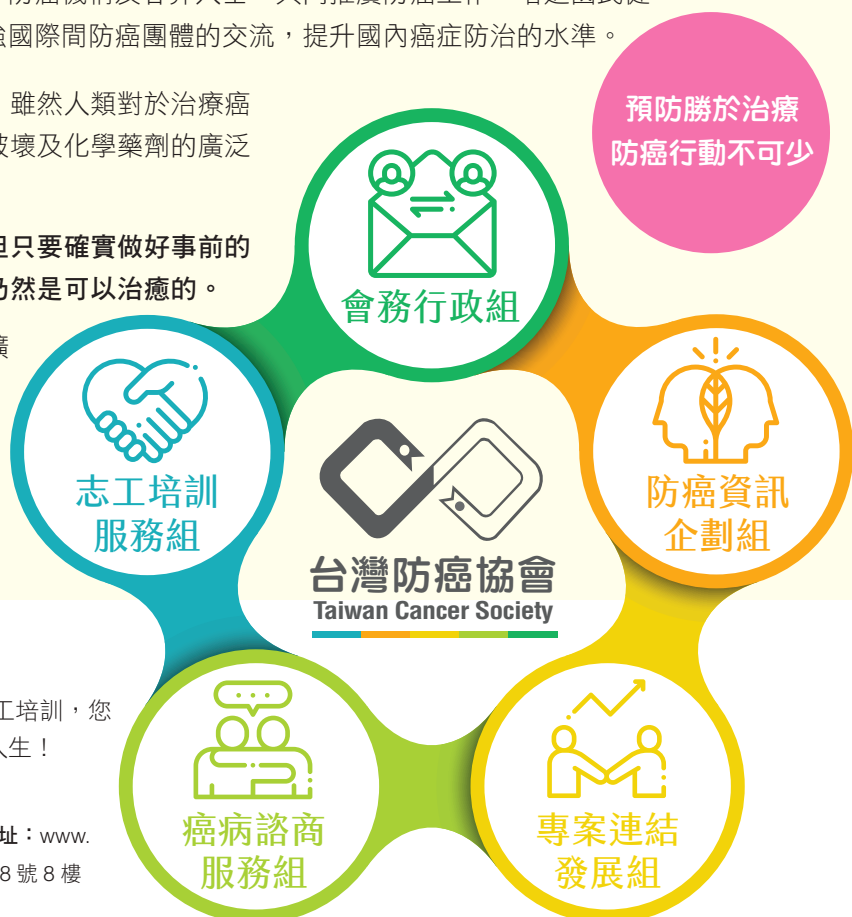 強國際間防癌團體的交流，提升國內癌症防治的水準。
雖然人類對於治療癌
破壞及化學藥劑的廣泛
但只要確實做好事前的
仍然是可以治癒的。
預防勝於治療
防癌行動不可少
會務行政組
志工培訓
服務組
防癌資訊
企劃組
台灣防癌協會
Taiwan Cancer Society
工培訓，您
人生！
址：www.
8 號 8 樓
癌病諮商
服務組
專案連結
發展組